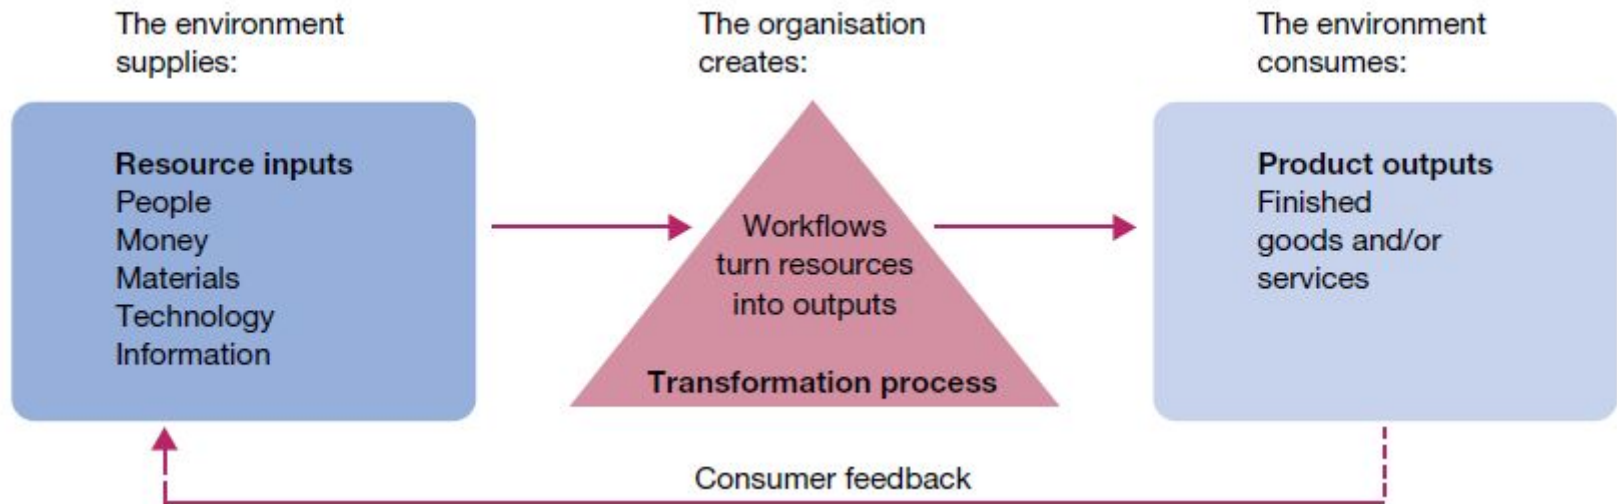 The environment
supplies:
The organisation
creates:
The environment
consumes:
Resource inputs
People
Money
Materials
Technology
Information
Workflows
turn resources
into outputs
Transformation process
Product outputs
Finished
goods and/or
services
Consumer feedback